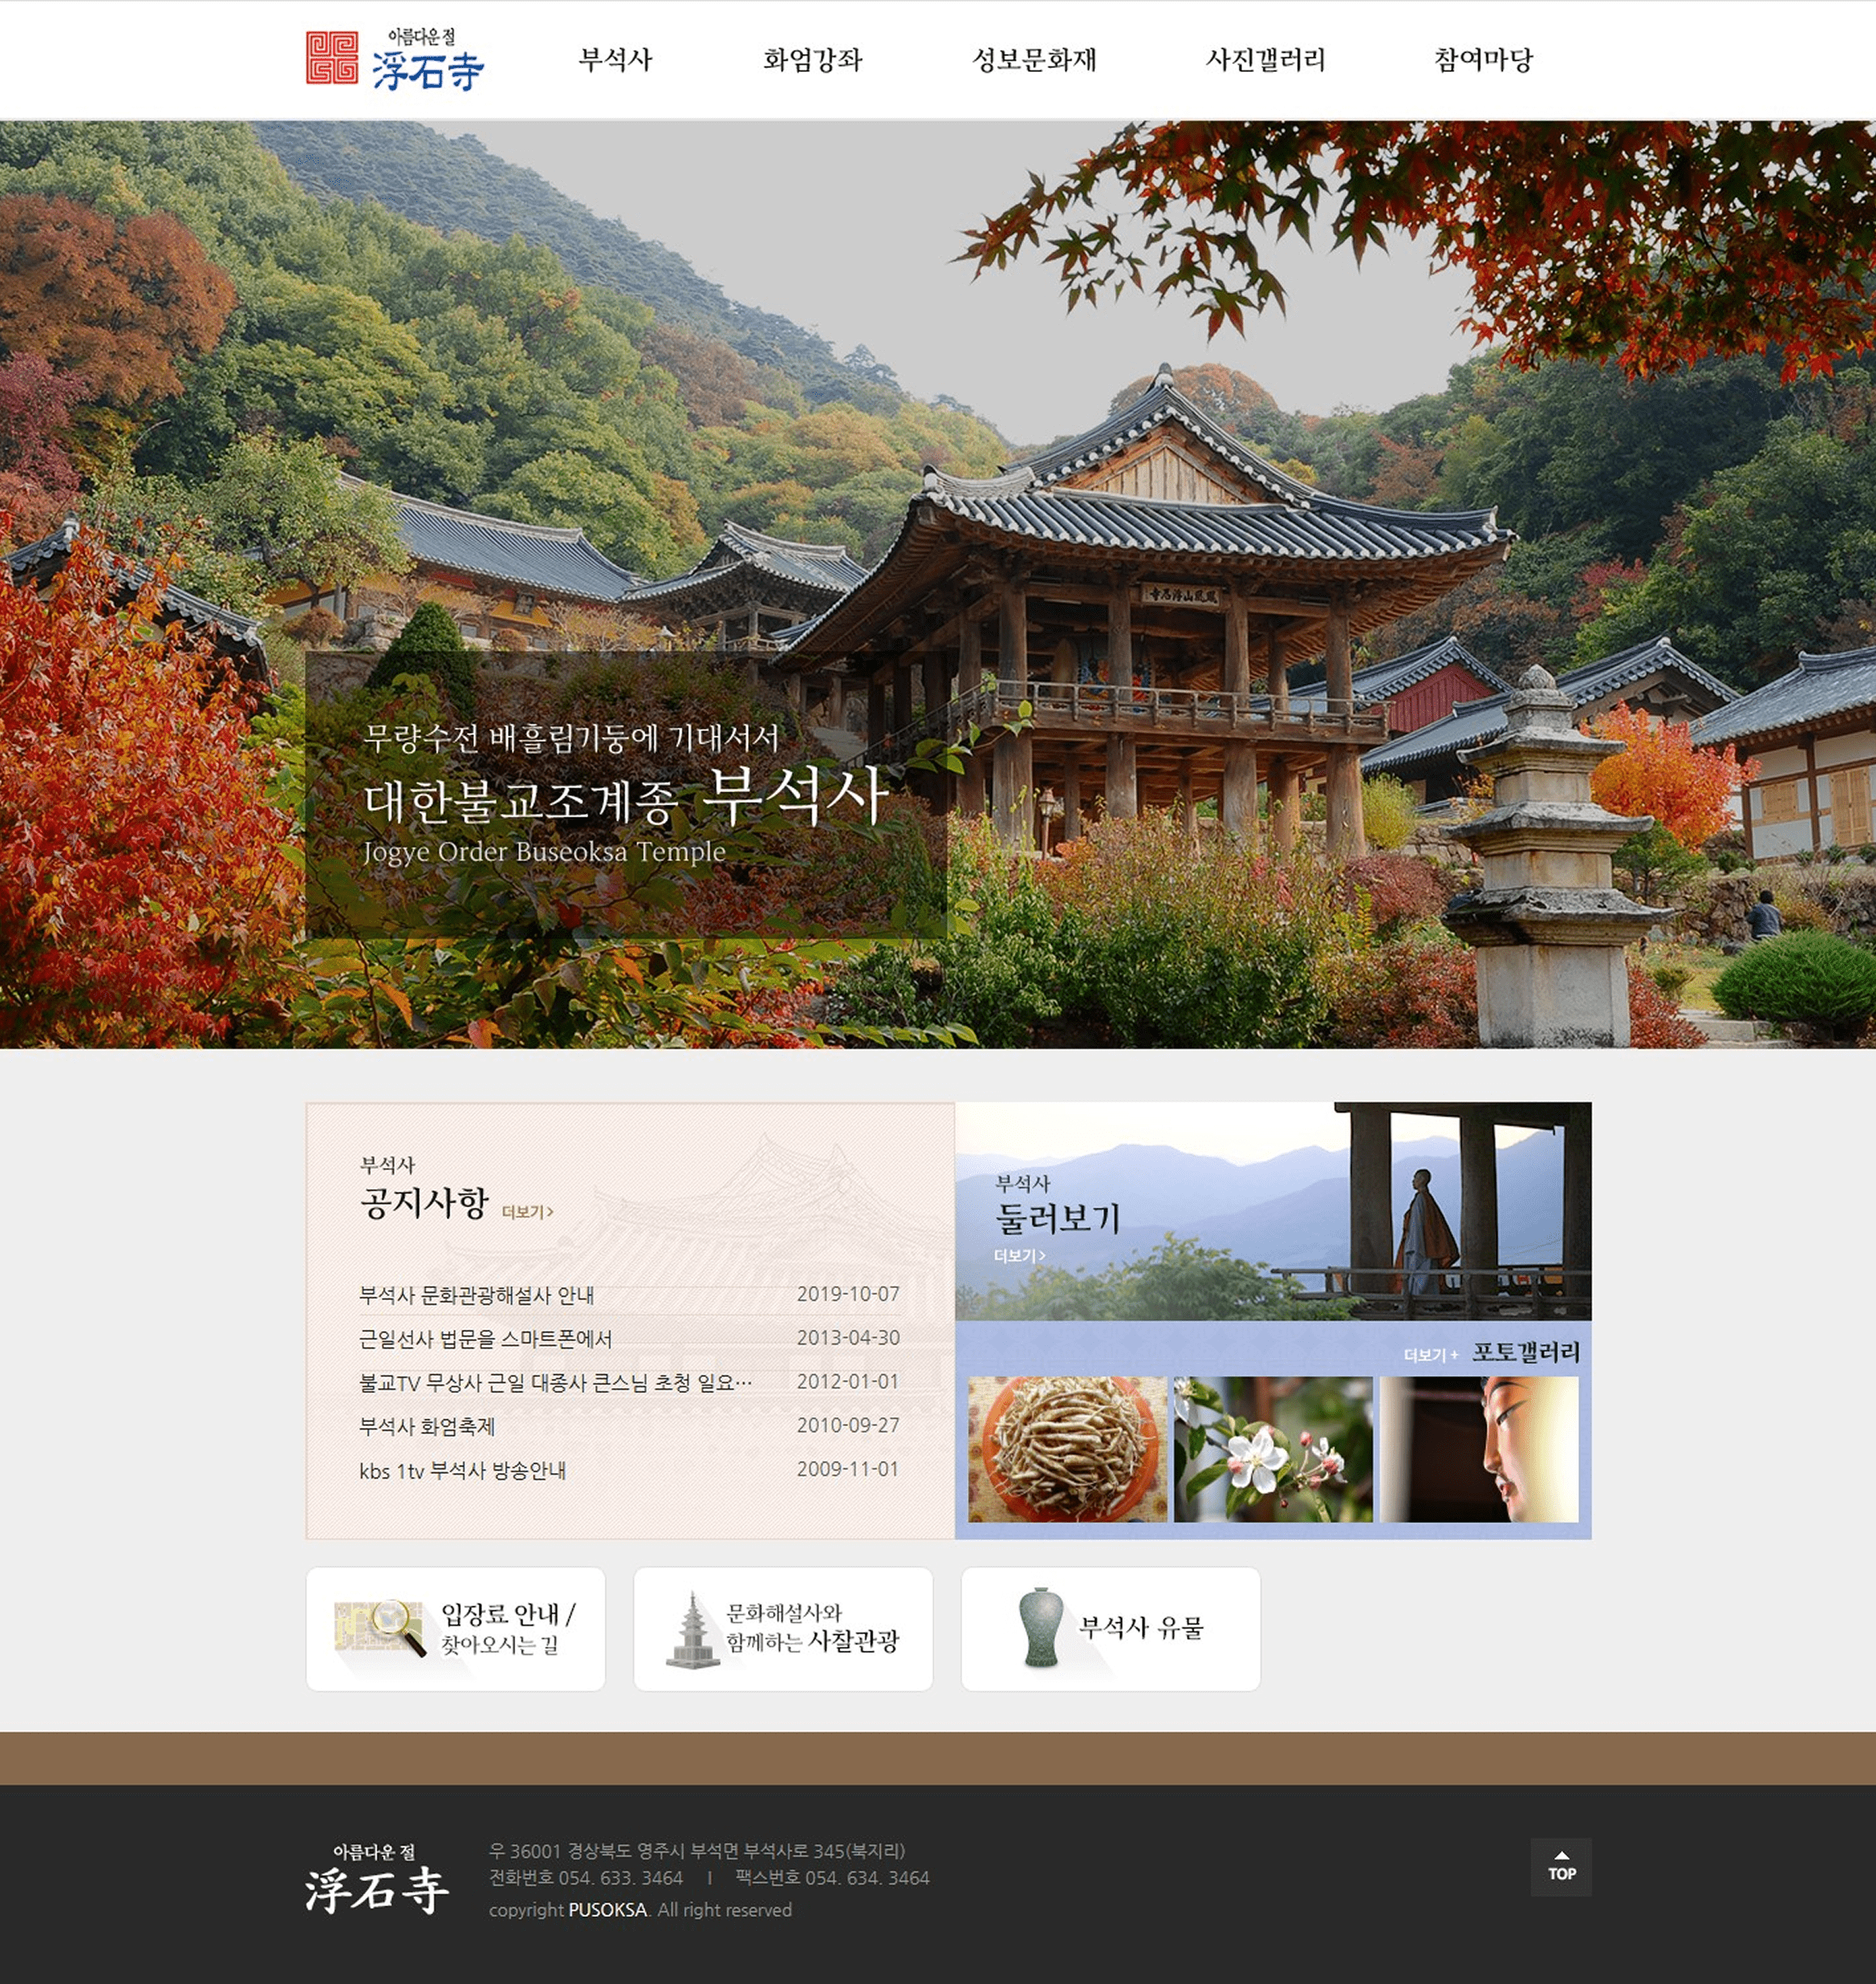 아름다운 절
浮石寺
부석사
화엄강좌
성보문화재
사진갤러리
참여마당
鳳凰山浮石寺
무량수전 배흘림기둥에 기대서서
대한불교조계종 부석사
Jogye Order Buseoksa Temple
부석사
공지사항 더보기 >
부석사 문화관광해설사 안내 2019-10-07
근일선사 법문을 스마트폰에서 2013-04-30
불교TV 무상사 근일 대종사 큰스님 초청 일요… 2012-01-01
부석사 화엄축제 2010-09-27
kbs 1tv 부석사 방송안내 2009-11-01
부석사
둘러보기
더보기 >
더보기 + 포토갤러리
입장료 안내 /
찾아오시는 길
문화해설사와
함께하는 사찰관광
부석사 유물
아름다운 절
浮石寺
우 36001 경상북도 영주시 부석면 부석사로 345(북지리)
전화번호 054. 633. 3464 | 팩스번호 054. 634. 3464
copyright PUSOKSA. All right reserved
TOP